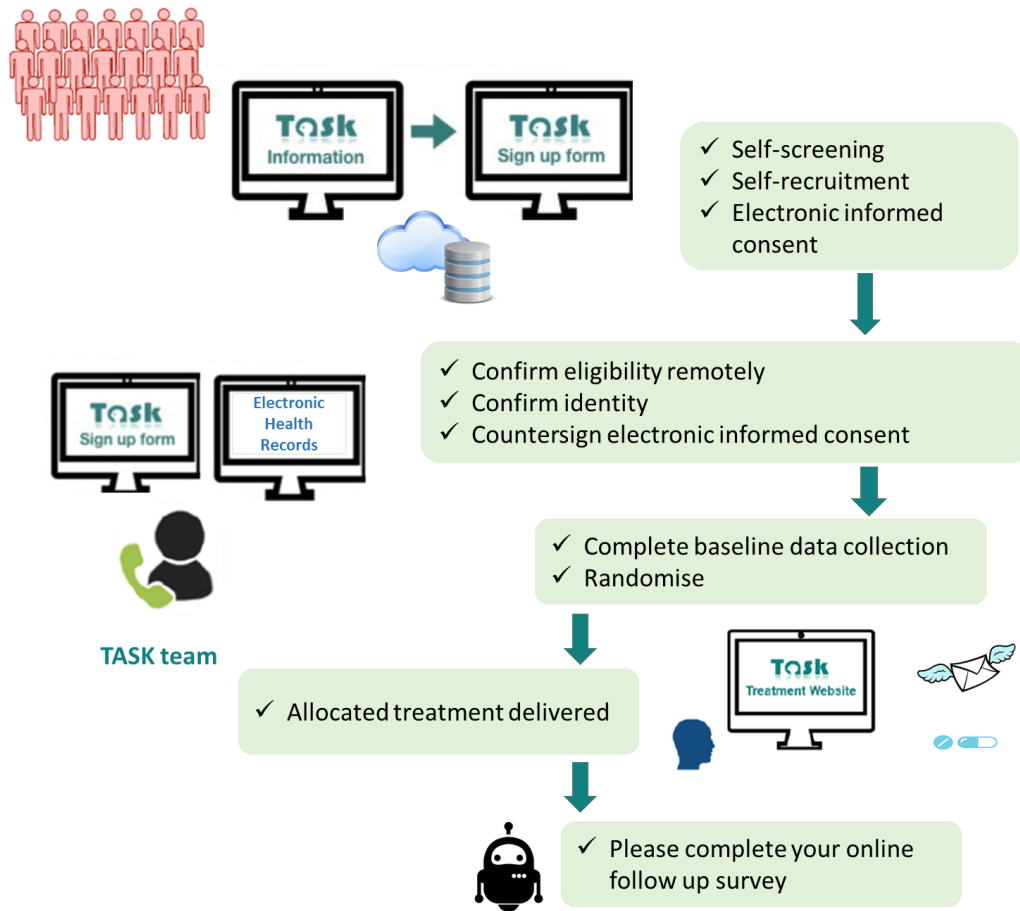 Task
Information
Task
Sign up form
✓ Self-screening
✓ Self-recruitment
✓ Electronic informed
consent
Task
Sign up form
Electronic
Health
Records
✓ Confirm eligibility remotely
✓ Confirm identity
✓ Countersign electronic informed consent
✓ Complete baseline data collection
✓ Randomise
TASK team
Task
Treatment Website
✓ Allocated treatment delivered
✓ Please complete your online
follow up survey